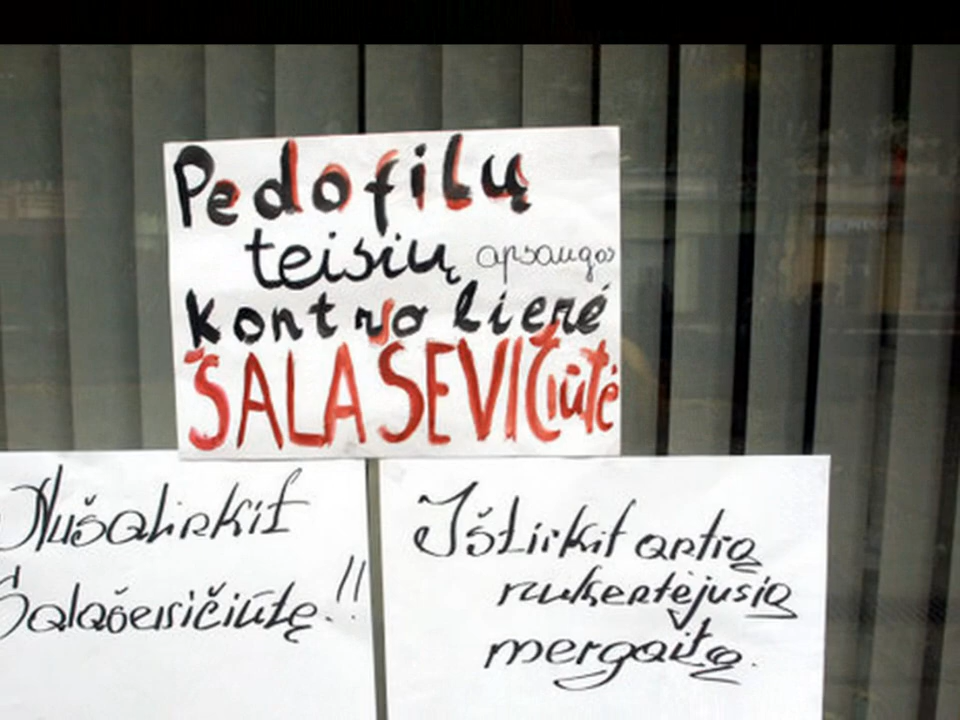 Pedofilų
teisių apsaugos
kontrolierė
ŠALAŠEVIČiūtė
Nušalinkit
Šalaševičiūtę!!
Ištirkit antrą
nukentėjusią
mergaitę.